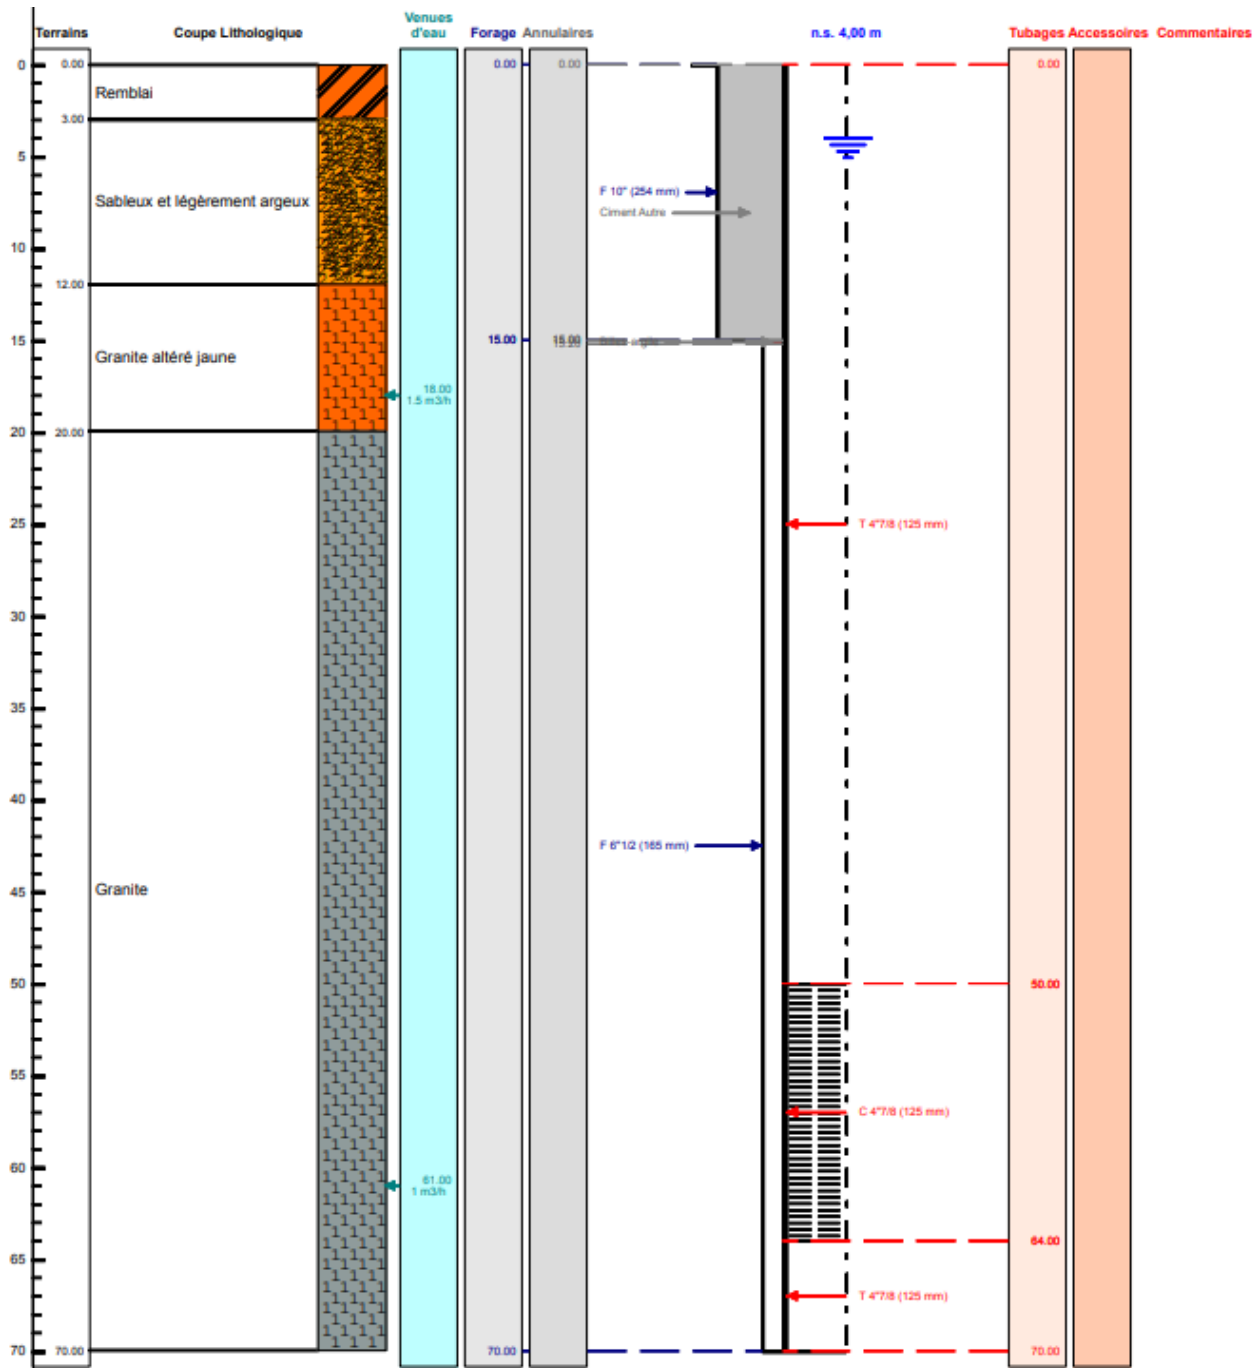 Terrains
Coupe Lithologique
Venues
d'eau
Forage
Annulaires
n.s. 4,00 m
Tubages
Accessoires
Commentaires
0
0.00
0.00
0.00
0.00
Remblai
3.00
5
Sableux et légèrement argeux
F 10" (254 mm)
Ciment Autre
10
12.00
15
15.00
15.00
Granite altéré jaune
18.00
1.5 m3/h
20
20.00
25
T 4"7/8 (125 mm)
30
35
40
F 6"1/2 (165 mm)
45
Granite
50
50.00
55
C 4"7/8 (125 mm)
60
61.00
1 m3/h
64.00
65
T 4"7/8 (125 mm)
70
70.00
70.00
70.00